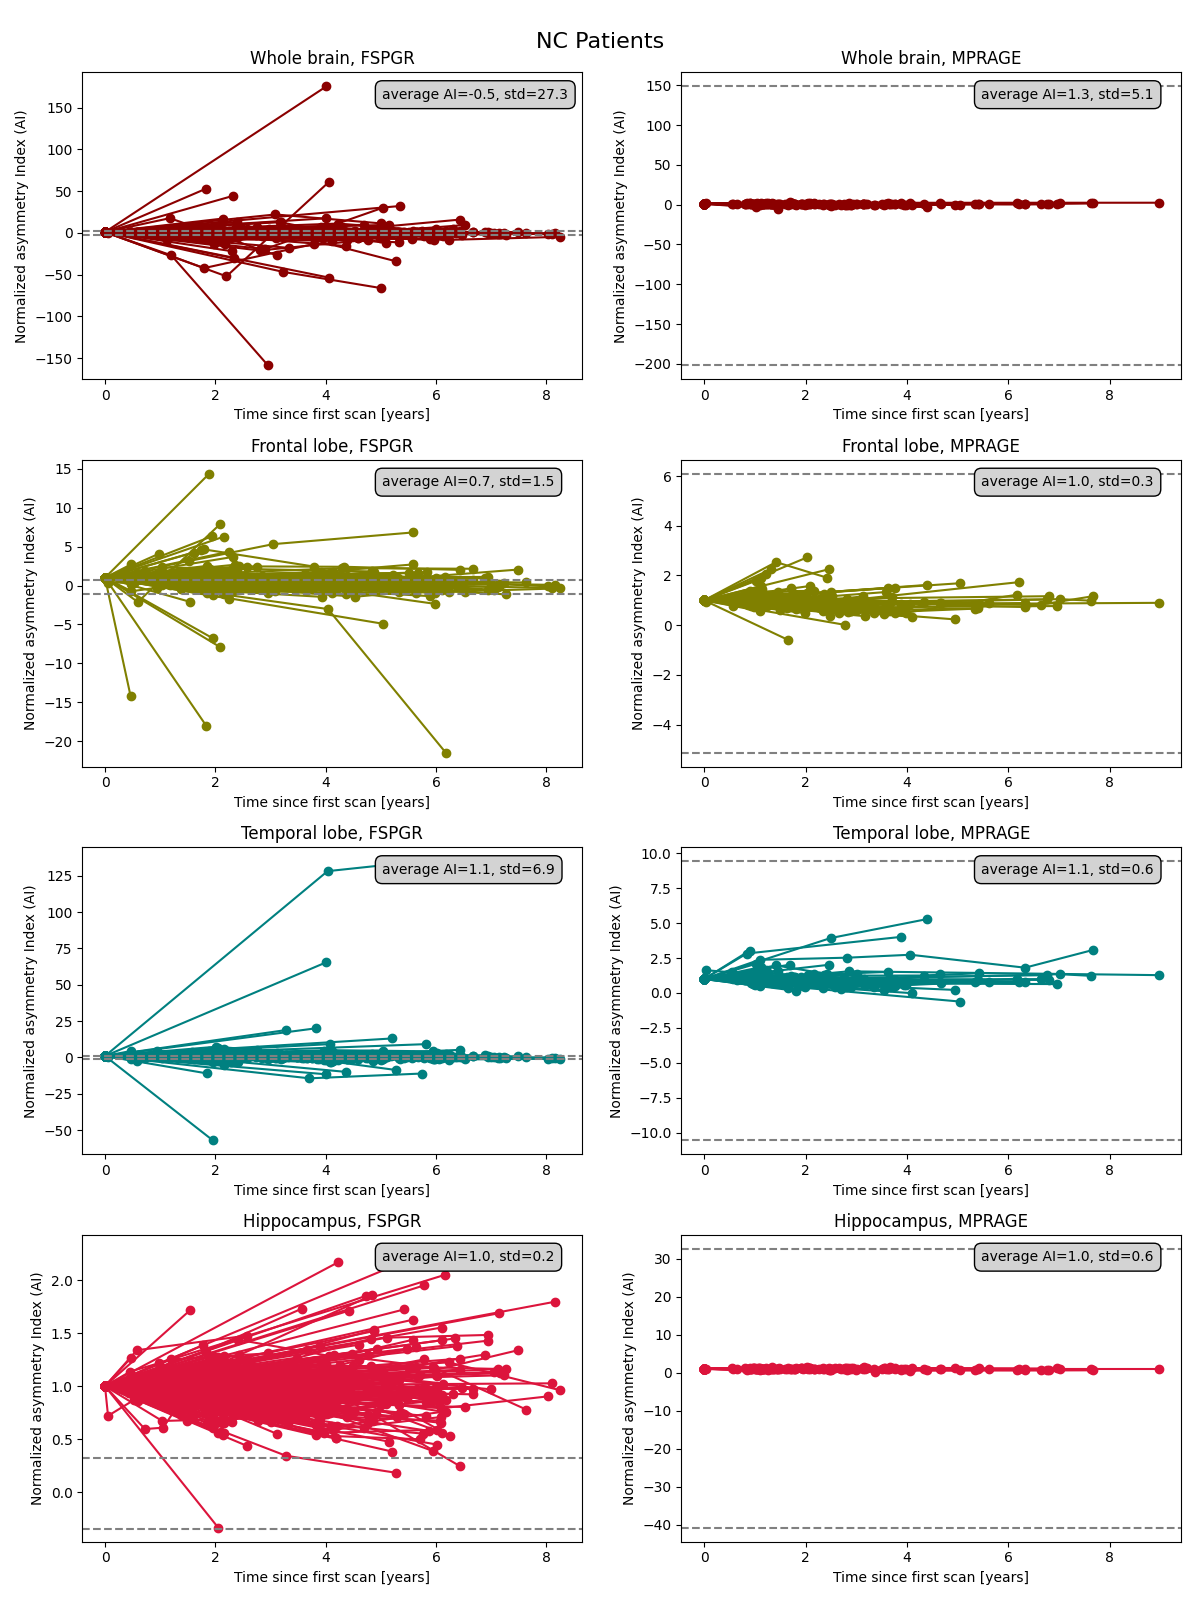 NC Patients
Whole brain, FSPGR
Normalized asymmetry Index (AI)
150
100
50
0
−50
−100
−150
average AI=-0.5, std=27.3
0 2 4 6 8
Time since first scan [years]
Whole brain, MPRAGE
Normalized asymmetry Index (AI)
150
100
50
0
−50
−100
−150
−200
average AI=1.3, std=5.1
0 2 4 6 8
Time since first scan [years]
Frontal lobe, FSPGR
Normalized asymmetry Index (AI)
15
10
5
0
−5
−10
−15
−20
average AI=0.7, std=1.5
0 2 4 6 8
Time since first scan [years]
Frontal lobe, MPRAGE
Normalized asymmetry Index (AI)
6
4
2
0
−2
−4
average AI=1.0, std=0.3
0 2 4 6 8
Time since first scan [years]
Temporal lobe, FSPGR
Normalized asymmetry Index (AI)
125
100
75
50
25
0
−25
−50
average AI=1.1, std=6.9
0 2 4 6 8
Time since first scan [years]
Temporal lobe, MPRAGE
Normalized asymmetry Index (AI)
10.0
7.5
5.0
2.5
0.0
−2.5
−5.0
−7.5
−10.0
average AI=1.1, std=0.6
0 2 4 6 8
Time since first scan [years]
Hippocampus, FSPGR
Normalized asymmetry Index (AI)
2.0
1.5
1.0
0.5
0.0
average AI=1.0, std=0.2
0 2 4 6 8
Time since first scan [years]
Hippocampus, MPRAGE
Normalized asymmetry Index (AI)
30
20
10
0
−10
−20
−30
−40
average AI=1.0, std=0.6
0 2 4 6 8
Time since first scan [years]